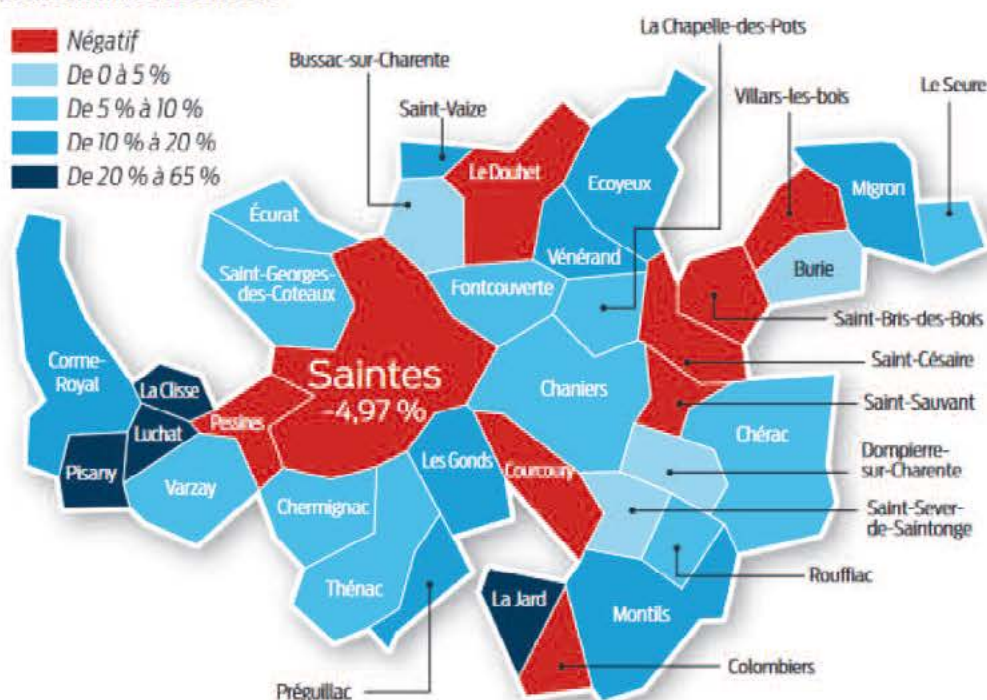 Négatif
De 0 à 5 %
De 5 % à 10 %
De 10 % à 20 %
De 20 % à 65 %
La Chapelle-des-Pots
Bussac-sur-Charente
Saint-Vaize
Villars-les-bois
Le Seure
Le Douhet
Ecoyeux
Migron
Écurat
Vénérand
Burie
Saint-Georges-
des-Coteaux
Fontcouverte
Saint-Bris-des-Bois
Corme-
Royal
La Clisse
Saintes
-4,97 %
Chaniers
Saint-Césaire
Saint-Sauvant
Pessines
Luchat
Chérac
Pisany
Varzay
Les Gonds
Courcoury
Dompierre-
sur-Charente
Chermignac
Saint-Sever-
de-Saintonge
Rouffiac
Thénac
La Jard
Montils
Colombiers
Préguillac